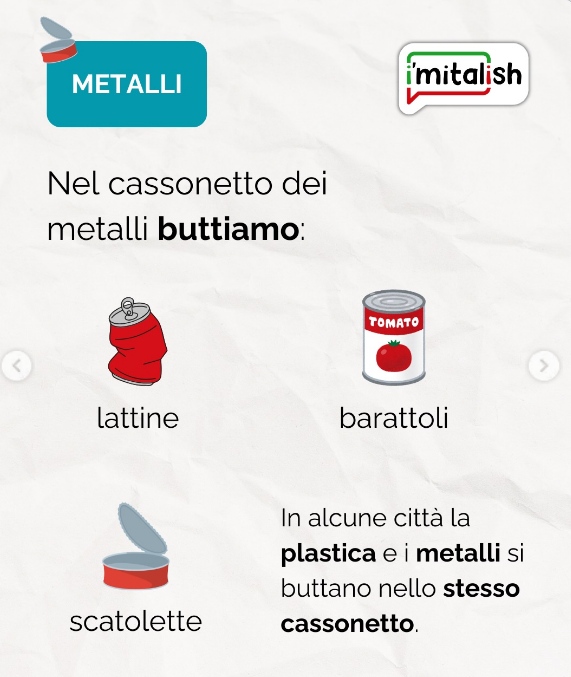 METALLI
i'mitalish
Nel cassonetto dei
metalli buttiamo:
TOMATO
lattine
barattoli
In alcune città la
plastica e i metalli si
buttano nello stesso
cassonetto.
scatolette